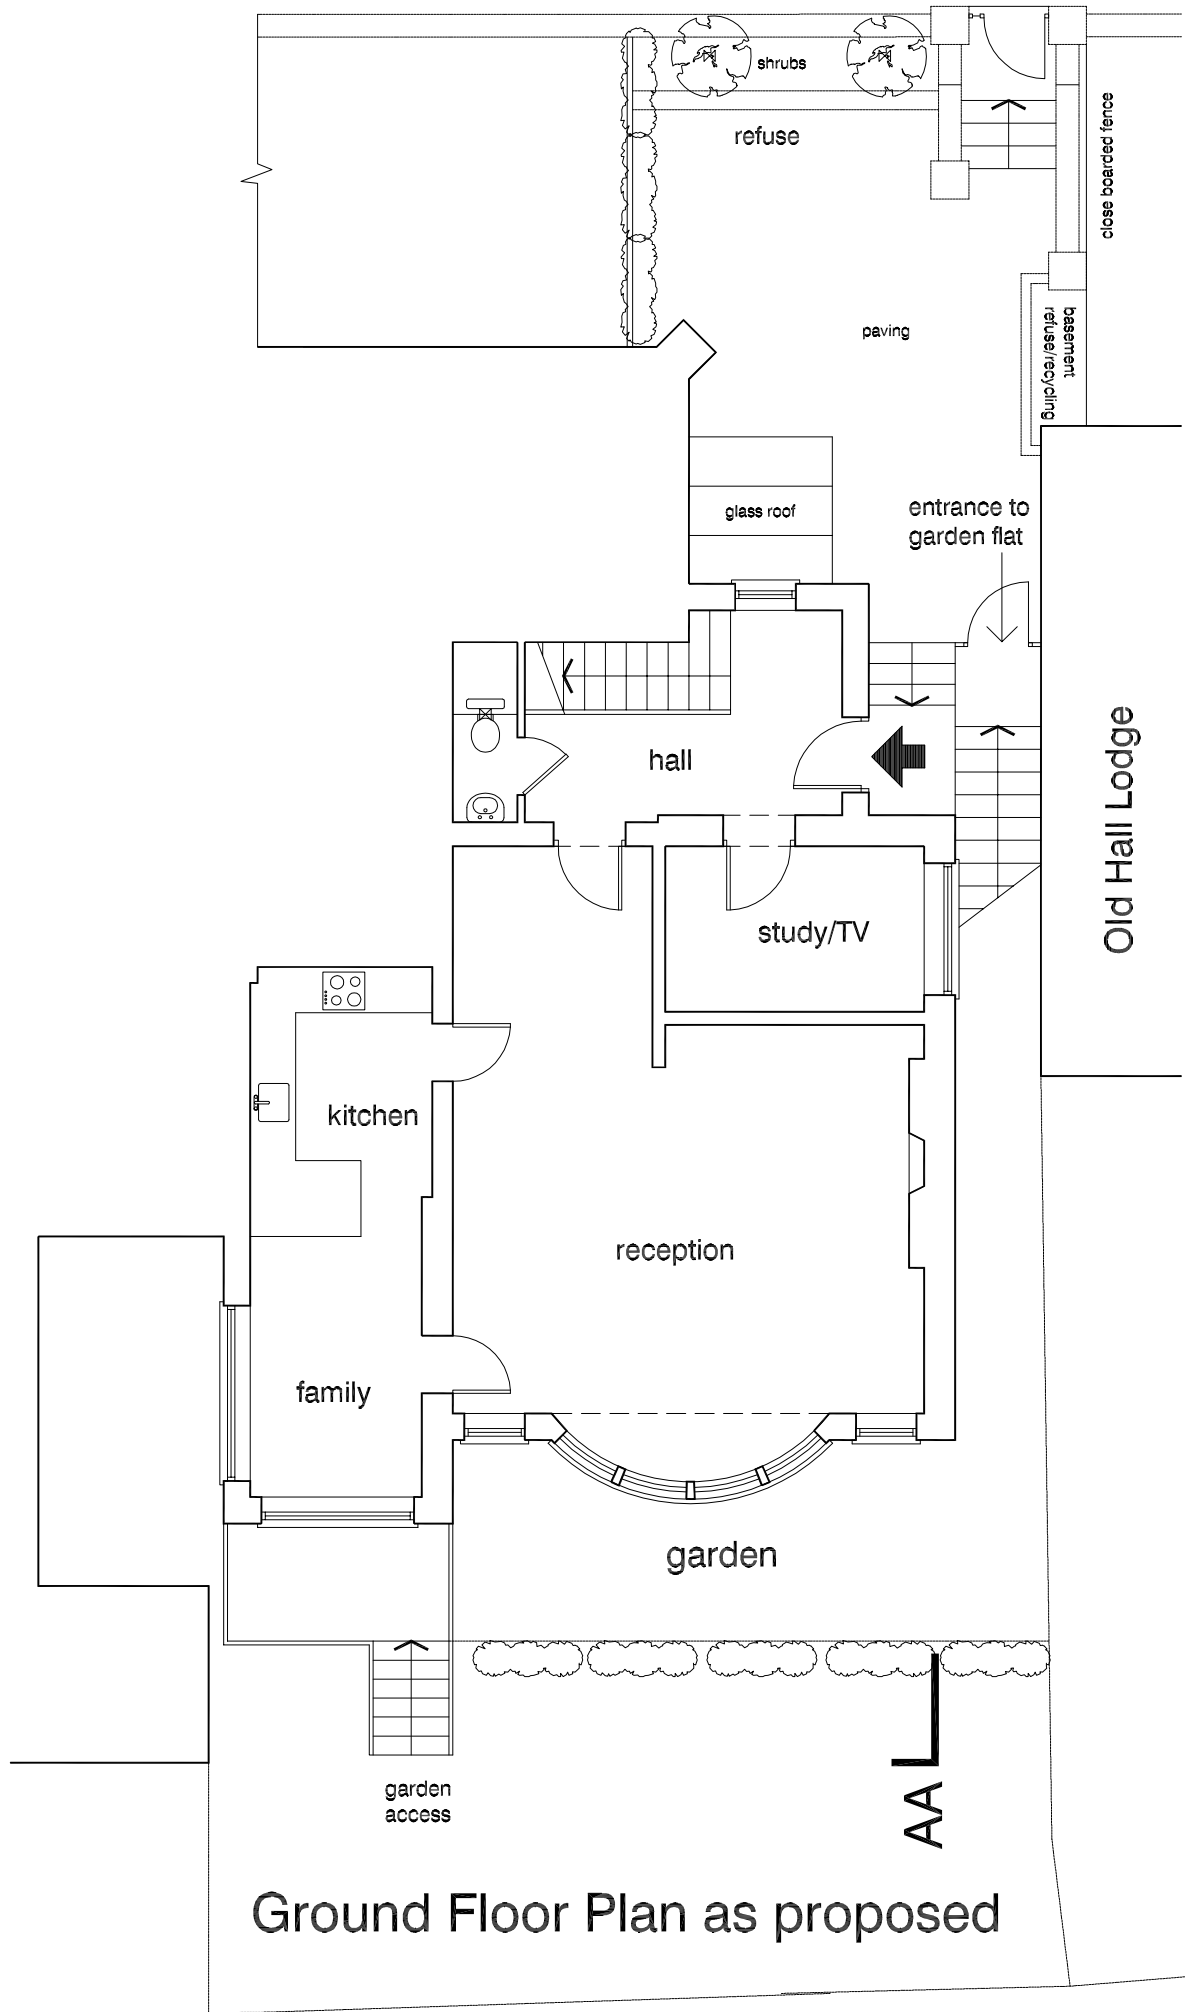 shrubs
refuse
close boarded fence
paving
basement
refuse/recycling
glass roof
entrance to
garden flat
hall
Old Hall Lodge
study/TV
kitchen
reception
family
garden
garden
access
AA
Ground Floor Plan as proposed